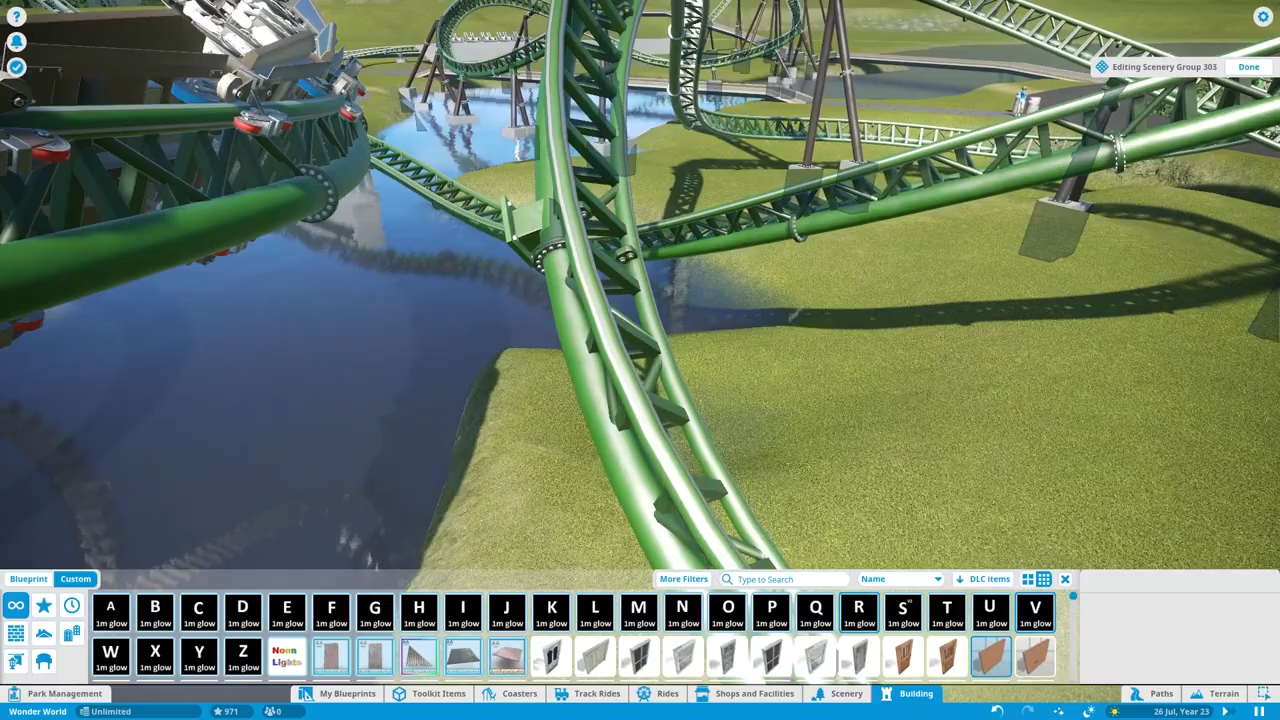 Editing Scenery Group 303 Done
Blueprint Custom More Filters Type to Search Name DLC items
A B C D E F G H I J K L M N O P Q R S T U V
1m glow 1m glow 1m glow 1m glow 1m glow 1m glow 1m glow 1m glow 1m glow 1m glow 1m glow 1m glow 1m glow 1m glow 1m glow 1m glow 1m glow 1m glow 1m glow 1m glow 1m glow 1m glow
W X Y Z Neon
1m glow 1m glow 1m glow 1m glow Lights
Park Management My Blueprints Toolkit Items Coasters Track Rides Rides Shops and Facilities Scenery Building Paths Terrain
Wonder World Unlimited 971 0 26 Jul, Year 23